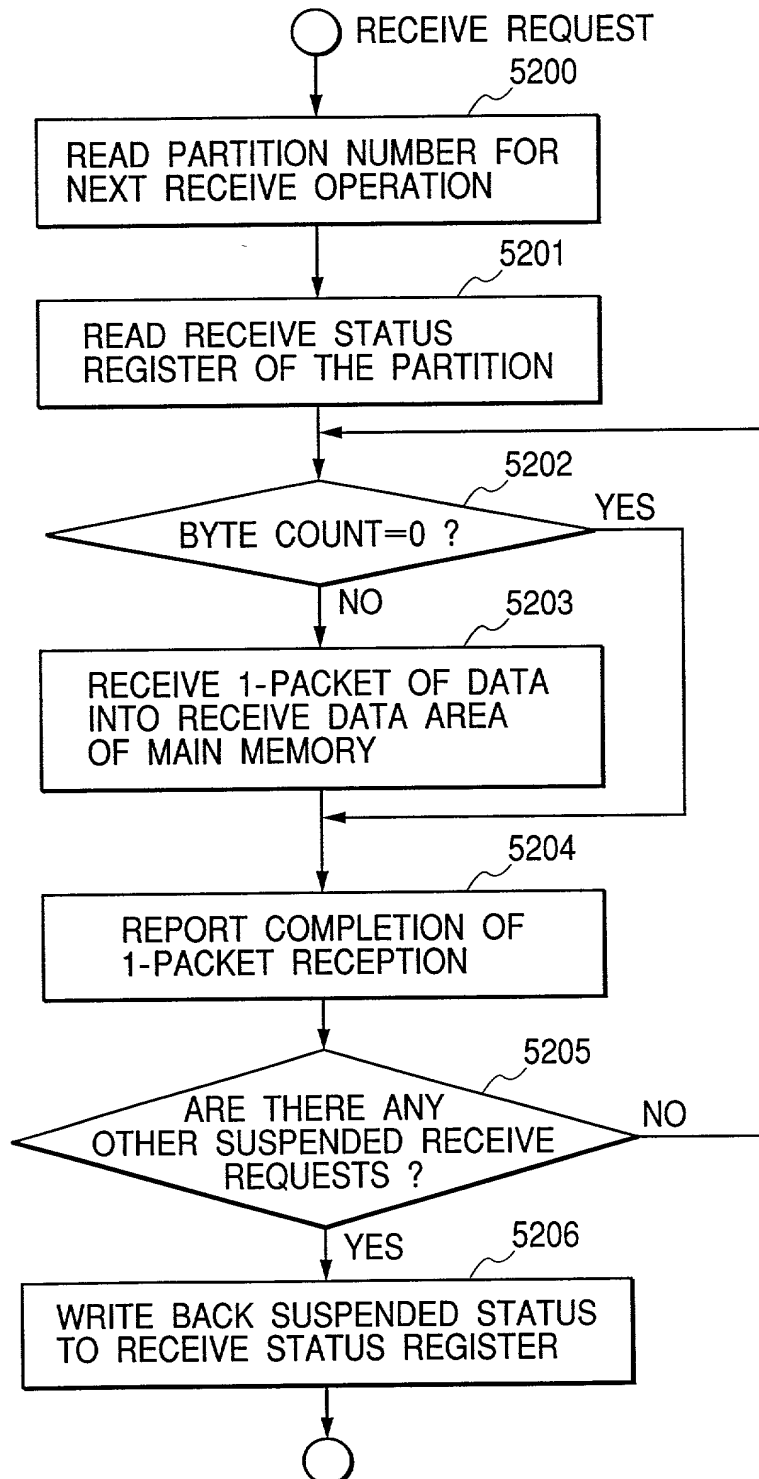 RECEIVE REQUEST
5200
READ PARTITION NUMBER FOR
NEXT RECEIVE OPERATION
5201
READ RECEIVE STATUS
REGISTER OF THE PARTITION
5202
BYTE COUNT=0 ?
YES
NO
5203
RECEIVE 1-PACKET OF DATA
INTO RECEIVE DATA AREA
OF MAIN MEMORY
5204
REPORT COMPLETION OF
1-PACKET RECEPTION
5205
ARE THERE ANY
OTHER SUSPENDED RECEIVE
REQUESTS ?
NO
YES
5206
WRITE BACK SUSPENDED STATUS
TO RECEIVE STATUS REGISTER